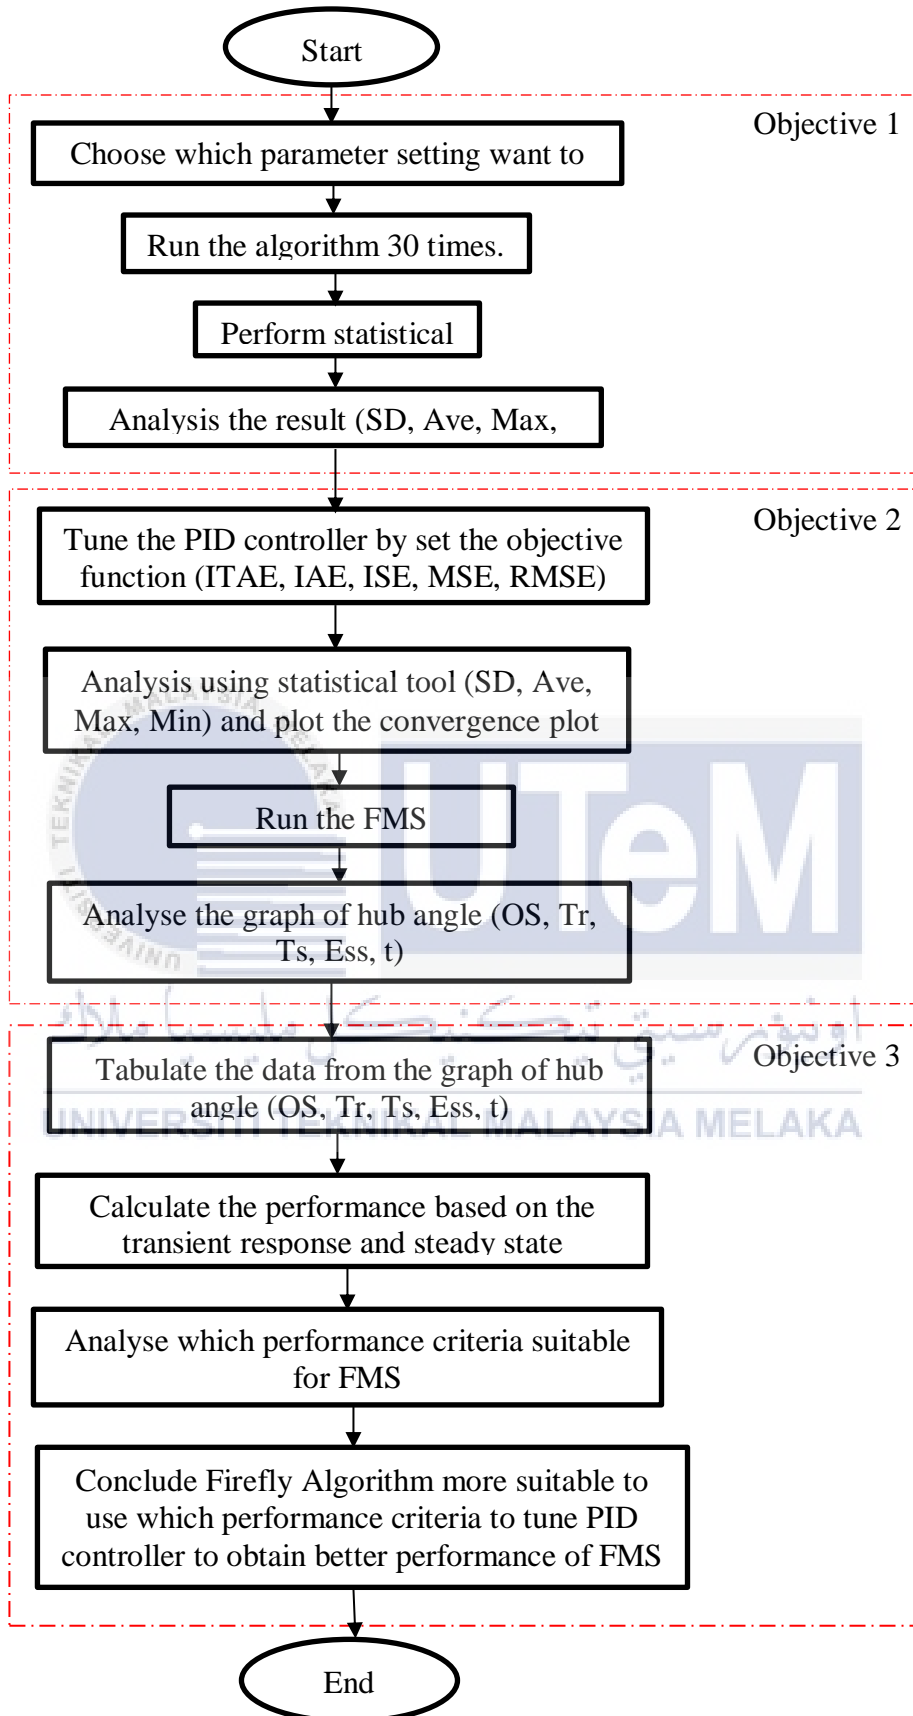 Start
Objective 1
Choose which parameter setting want to
Run the algorithm 30 times.
Perform statistical
Analysis the result (SD, Ave, Max,
Objective 2
Tune the PID controller by set the objective
function (ITAE, IAE, ISE, MSE, RMSE)
Analysis using statistical tool (SD, Ave,
Max, Min) and plot the convergence plot
Run the FMS
UTeM
Analyse the graph of hub angle (OS, Tr,
Ts, Ess, t)
اونيۏرسيتي تيكنيكل مليسيا ملاك
Objective 3
Tabulate the data from the graph of hub
angle (OS, Tr, Ts, Ess, t)
UNIVERSITI TEKNIKAL MALAYSIA MELAKA
Calculate the performance based on the
transient response and steady state
Analyse which performance criteria suitable
for FMS
Conclude Firefly Algorithm more suitable to
use which performance criteria to tune PID
controller to obtain better performance of FMS
End